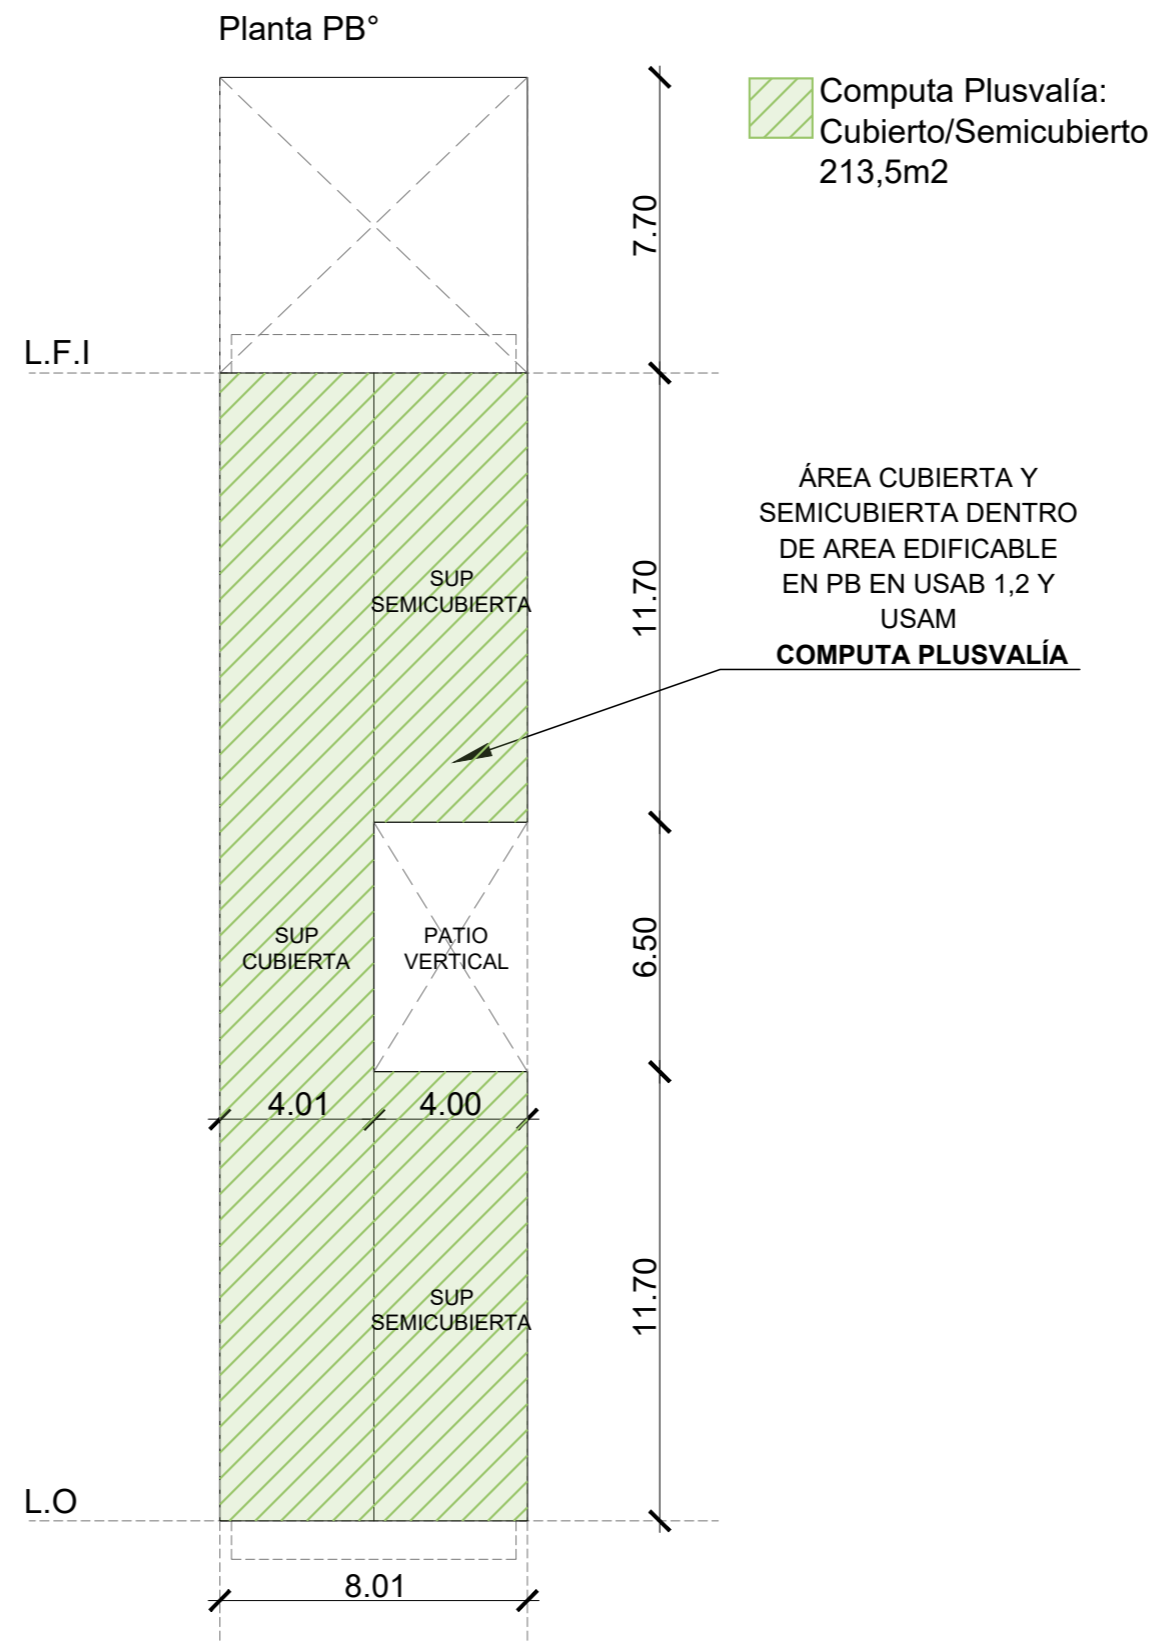 Planta PB°
Computa Plusvalía:
Cubierto/Semicubierto
213,5m2
7.70
L.F.I
ÁREA CUBIERTA Y
SEMICUBIERTA DENTRO
DE AREA EDIFICABLE
EN PB EN USAB 1,2 Y
USAM
COMPUTA PLUSVALÍA
SUP
SEMICUBIERTA
11.70
SUP
CUBIERTA
PATIO
VERTICAL
6.50
4.01
4.00
SUP
SEMICUBIERTA
11.70
L.O
8.01